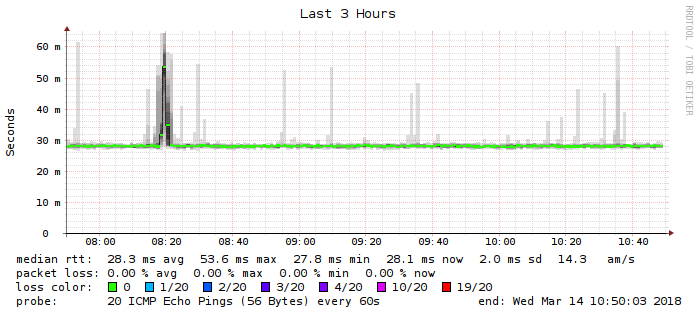 Last 3 Hours
RRDTOOL / TOBI OETIKER
Seconds
60 m
50 m
40 m
30 m
20 m
10 m
0
08:00 08:20 08:40 09:00 09:20 09:40 10:00 10:20 10:40
median rtt: 28.3 ms avg 53.6 ms max 27.8 ms min 28.1 ms now 2.0 ms sd 14.3 am/s
packet loss: 0.00 % avg 0.00 % max 0.00 % min 0.00 % now
loss color: 0 1/20 2/20 3/20 4/20 10/20 19/20
probe: 20 ICMP Echo Pings (56 Bytes) every 60s end: Wed Mar 14 10:50:03 2018